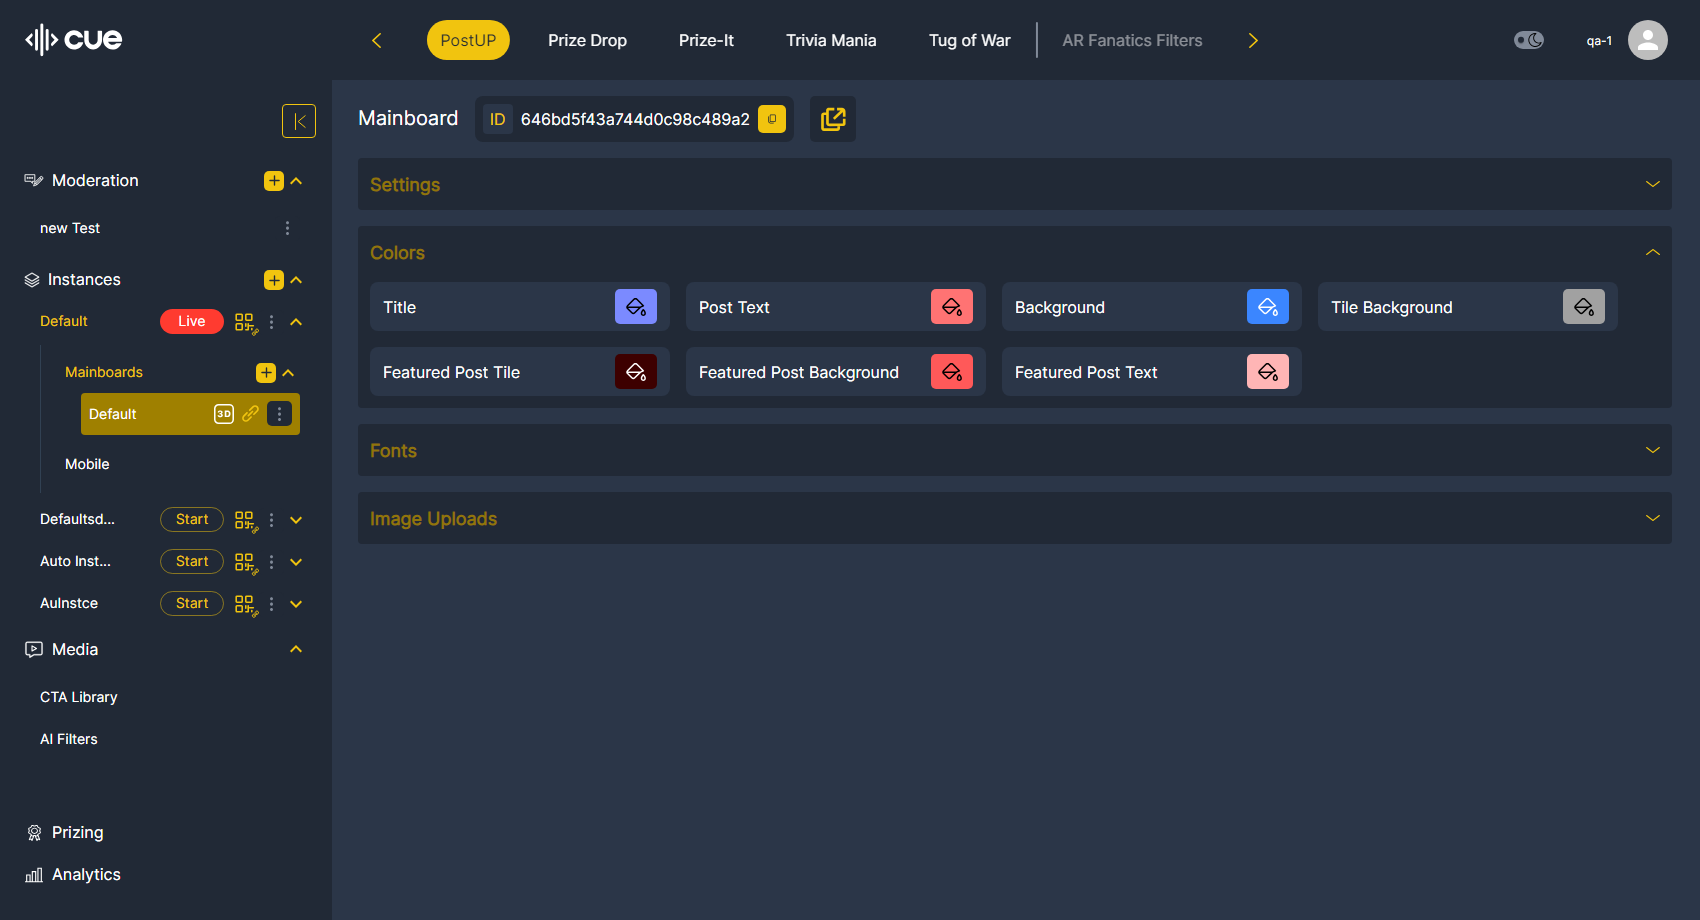 cue
PostUP
Prize Drop
Prize-It
Trivia Mania
Tug of War
AR Fanatics Filters
qa-1
Moderation
new Test
Instances
Default
Live
Mainboards
Default
3D
Mobile
Defaultsd...
Start
Auto Inst...
Start
AuInstce
Start
Media
CTA Library
AI Filters
Prizing
Analytics
Mainboard
ID
646bd5f43a744d0c98c489a2
Settings
Colors
Title
Post Text
Background
Tile Background
Featured Post Tile
Featured Post Background
Featured Post Text
Fonts
Image Uploads